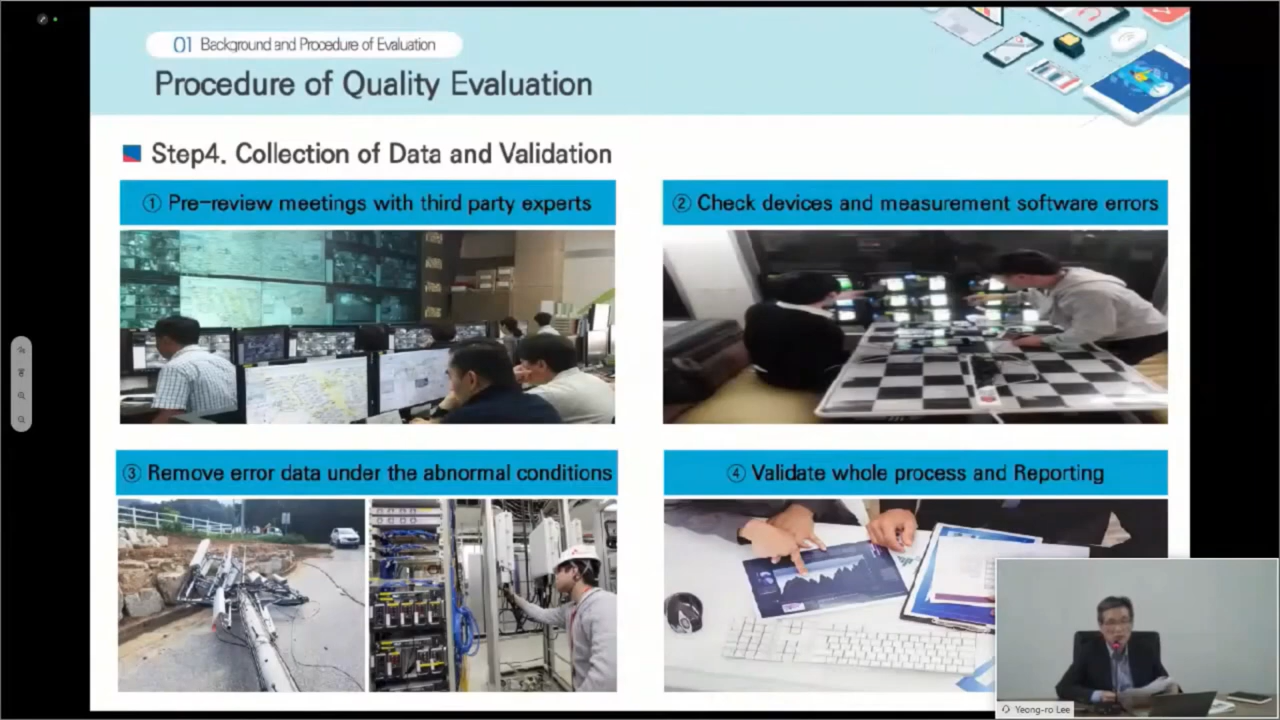 01 Background and Procedure of Evaluation
Procedure of Quality Evaluation
Step4. Collection of Data and Validation
① Pre-review meetings with third party experts
② Check devices and measurement software errors
③ Remove error data under the abnormal conditions
④ Validate whole process and Reporting
Yeong-ro Lee